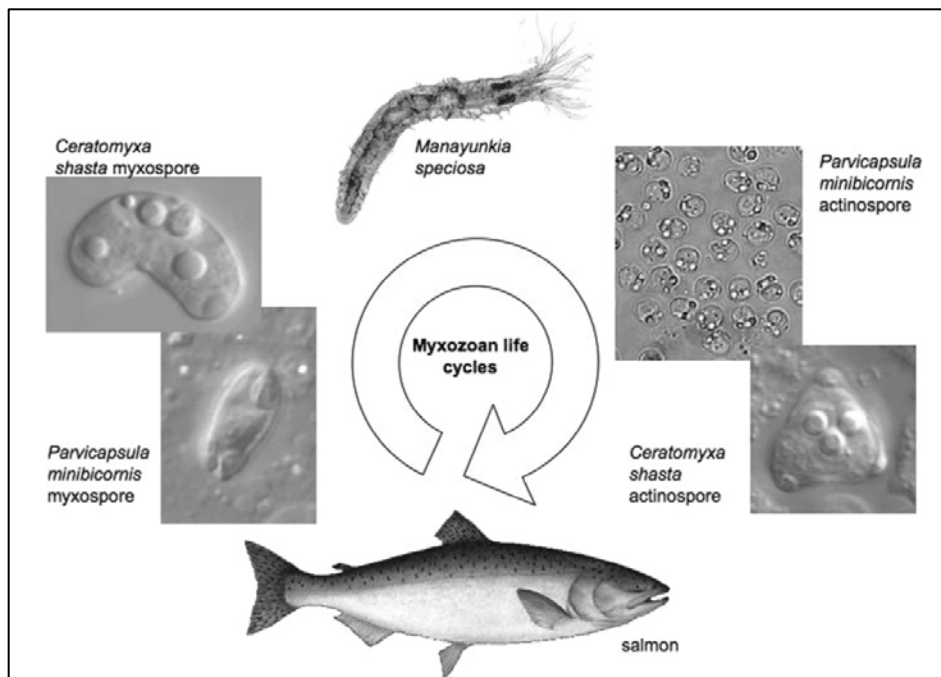 Manayunkia
speciosa
Ceratomyxa
shasta myxospore
Parvicapsula
minibicornis
actinospore
Myxozoan life
cycles
Parvicapsula
minibicornis
myxospore
Ceratomyxa
shasta
actinospore
salmon